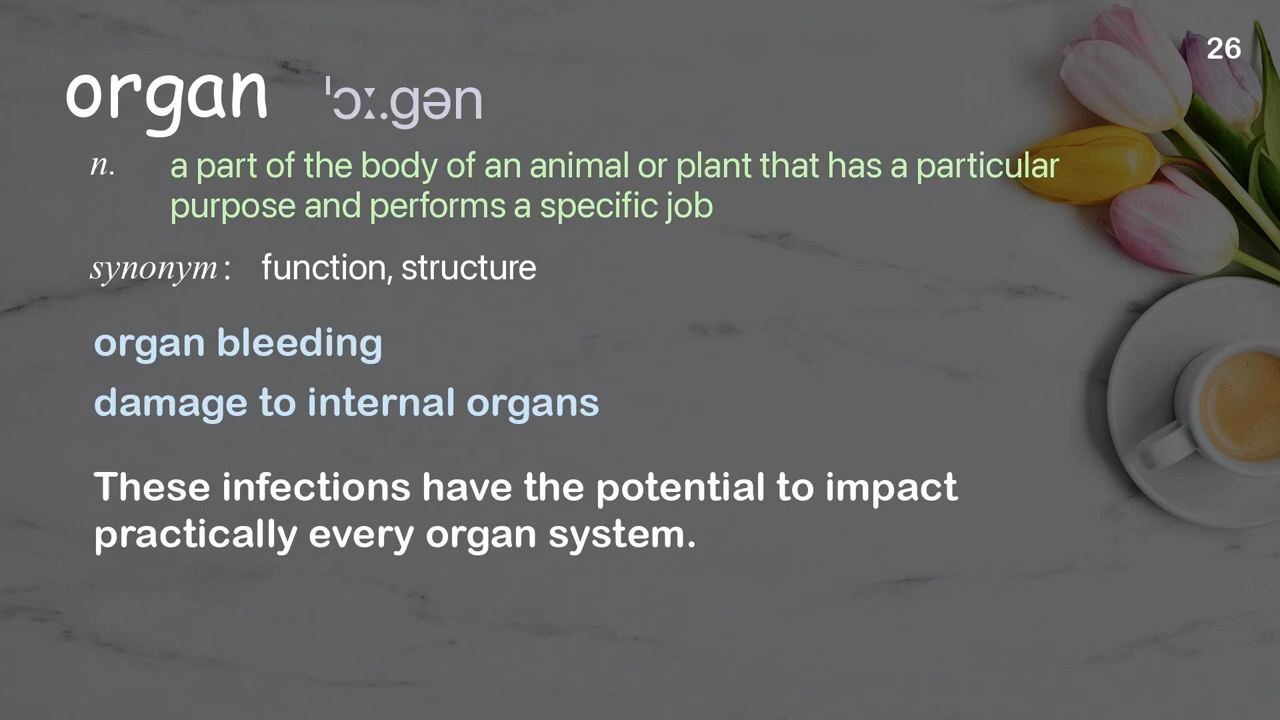 26
organ ˈɔː.gən
n. a part of the body of an animal or plant that has a particular
purpose and performs a specific job
synonym: function, structure
organ bleeding
damage to internal organs
These infections have the potential to impact
practically every organ system.